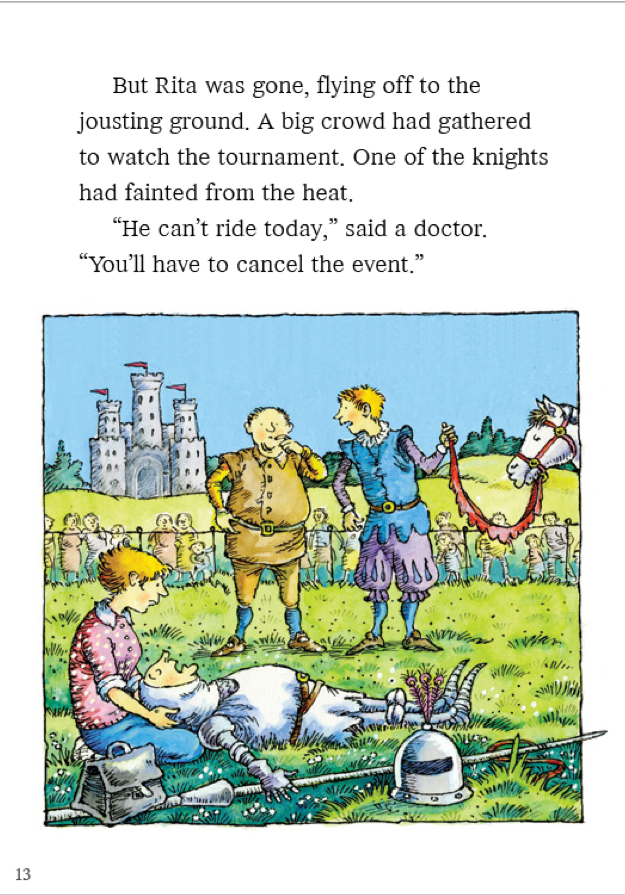 But Rita was gone, flying off to the
jousting ground. A big crowd had gathered
to watch the tournament. One of the knights
had fainted from the heat.
“He can’t ride today,” said a doctor.
“You’ll have to cancel the event.”
13